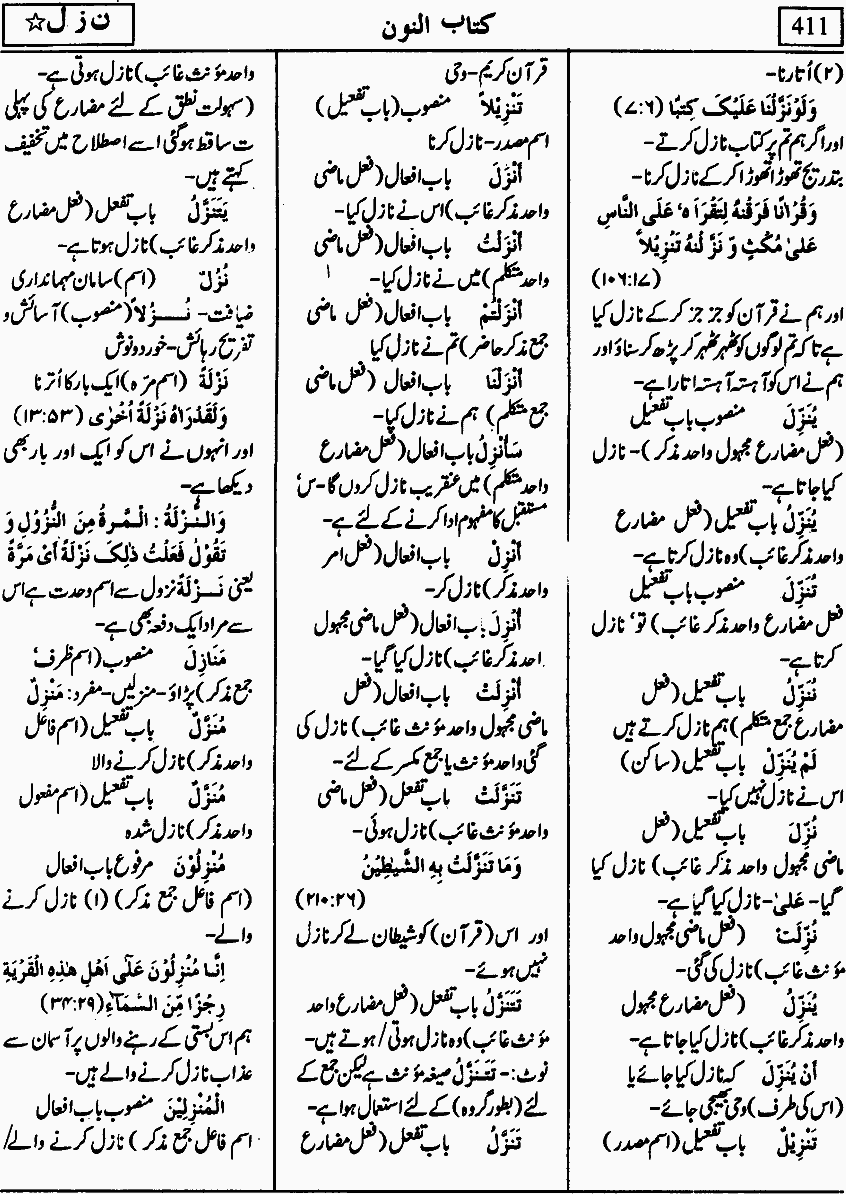 411
کتاب النون
ن ز ل ☆
(۲) اُتارنا-
وَلَوْنَزَّلْنَا عَلَیْکَ کِتٰبًا (۶:‏۷)
اور اگر ہم تم پر کتاب نازل کرتے-
بتدریج تھوڑا تھوڑا کر کے نازل کرنا-
وَقُرْاٰنًا فَرَقْنٰهُ لِتَقْرَاَ هٗ عَلَی النَّاسِ
عَلیٰ مُکْثٍ وَّ نَزَّ لْنٰهُ تَنْزِیْلاً
(۱۷:‏۱۰۶)
اور ہم نے قرآن کو جز جز کر کے نازل کیا
ہے تا کہ تم لوگوں کو ٹھہر ٹھہر کر پڑھ کر سناؤ اور
ہم نے اس کو آہستہ آہستہ اتارا ہے-
یُنَزِّلَ منصوب باب تفعیل
(فعل مضارع مجہول واحد مذکر)- نازل
کیا جاتا ہے-
یُنَزِّلُ باب تفعیل (فعل مضارع
واحد مذکر غائب) وہ نازل کرتا ہے-
تُنَزِّلَ منصوب باب تفعیل
فعل مضارع واحد مذکر غائب) تو' نازل
کرتا ہے-
نُنَزِّلُ باب تفعیل (فعل
مضارع جمع متکلم) ہم نازل کرتے ہیں
لَمْ یُنَزِّلْ باب تفعیل (ساکن)
اس نے نازل نہیں کیا-
نُزِّلَ باب تفعیل (فعل
ماضی مجہول واحد مذکر غائب) نازل کیا
گیا- عَلیٰ- نازل کیا گیا ہے-
نُزِّلَتْ (فعل ماضی مجہول واحد
مؤنث غائب) نازل کی گئی-
یُنَزِّلُ (فعل مضارع مجہول
واحد مذکر غائب) نازل کیا جاتا ہے-
اَنْ یُنَزِّلَ کہ نازل کیا جائے یا
(اس کی طرف) وحی بھیجی جائے-
تَنْزِیْلٌ باب تفعیل (اسم مصدر)
قرآن کریم- وحی
تَنْزِیْلاً منصوب (باب تفعیل)
اسم مصدر- نازل کرنا
اَنْزَلَ باب افعال (فعل ماضی
واحد مذکر غائب) اس نے نازل کیا-
اَنْزَلْتُ باب افعال (فعل ماضی
واحد متکلم) میں نے نازل کیا-
اَنْزَلْتُمْ باب افعال (فعل ماضی
جمع مذکر حاضر) تم نے نازل کیا
اَنْزَلْنَا باب افعال (فعل ماضی
جمع متکلم) ہم نے نازل کیا-
سَاُنْزِلُ باب افعال (فعل مضارع
واحد متکلم) میں عنقریب نازل کروں گا- س'
مستقبل کا مفہوم ادا کرنے کے لئے ہے-
اَنْزِلْ باب افعال (فعل امر
واحد مذکر) نازل کر-
اُنْزِلَ باب افعال (فعل ماضی مجہول
احد مذکر غائب) نازل کیا گیا-
اُنْزِلَتْ باب افعال (فعل
ماضی مجہول واحد مؤنث غائب) نازل کی
گئی واحد مؤنث یا جمع مکسر کے لئے-
تَنَزَّلَتْ باب تفعل (فعل ماضی
واحد مؤنث غائب) نازل ہوئی-
وَمَا تَنَزَّلَتْ بِهِ الشَّیٰطِیْنُ
(۲۶:‏۲۱۰)
اور اس (قرآن) کو شیطان لے کر نازل
نہیں ہوئے-
تَتَنَزَّلُ باب تفعل (فعل مضارع واحد
مؤنث غائب) وہ نازل ہوتی/ہوتے ہیں-
نوٹ:- تَتَنَزَّلُ صیغہ مؤنث ہے لیکن جمع کے
لئے (بطور گروہ) کے لئے استعمال ہوا ہے-
تَنَزَّلُ باب تفعل (فعل مضارع
واحد مؤنث غائب) نازل ہوتی ہے-
(سہولت نطق کے لئے مضارع کی پہلی
ت ساقط ہو گئی اسے اصطلاح میں تخفیف
کہتے ہیں-
یَتَنَزَّلُ باب تفعل (فعل مضارع
واحد مذکر غائب) نازل ہوتا ہے-
نُزُلٌ (اسم) سامان مہمانداری
ضیافت- نُــزُلاً (منصوب) آسائش و
تفریح رہائش- خورد و نوش
نَزْلَةً (اسم مرّہ) ایک بار کا اُترنا
وَلَقَدْرَاٰهُ نَزْلَةً اُخْرٰی (۵۳:‏۱۳)
اور انہوں نے اس کو ایک اور بار بھی
دیکھا ہے-
وَالنَّزْلَةُ: الْمَرَّةُ مِنَ النُّزُوْلِ وَ
تَقُوْلُ فَعَلْتُ ذٰلِکَ نَزْلَةً اَیْ مَرَّةً
یعنی نَــزْلَةً نزول سے اسم وحدت ہے اس
سے مراد ایک دفعہ بھی ہے-
مَنَازِلَ منصوب (اسم ظرف'
جمع مذکر) پڑاؤ- منزلیں- مفرد: مَنْزِلٌ
مُنَزِّلٌ باب تفعیل (اسم فاعل
واحد مذکر) نازل کرنے والا
مُنَزَّلٌ باب تفعیل (اسم مفعول
واحد مذکر) نازل شدہ
مُنْزِلُوْنَ مرفوع باب افعال
(اسم فاعل جمع مذکر) (۱) نازل کرنے
والے-
اِنَّا مُنْزِلُوْنَ عَلٰٓی اَهْلِ هٰذِهِ الْقَرْیَةِ
رِجْزًا مِّنَ السَّمَآءِ (۲۹:‏۳۴)
ہم اس بستی کے رہنے والوں پر آسمان سے
عذاب نازل کرنے والے ہیں-
الْمُنْزِلِیْنَ منصوب باب افعال
اسم فاعل جمع مذکر) نازل کرنے والے/